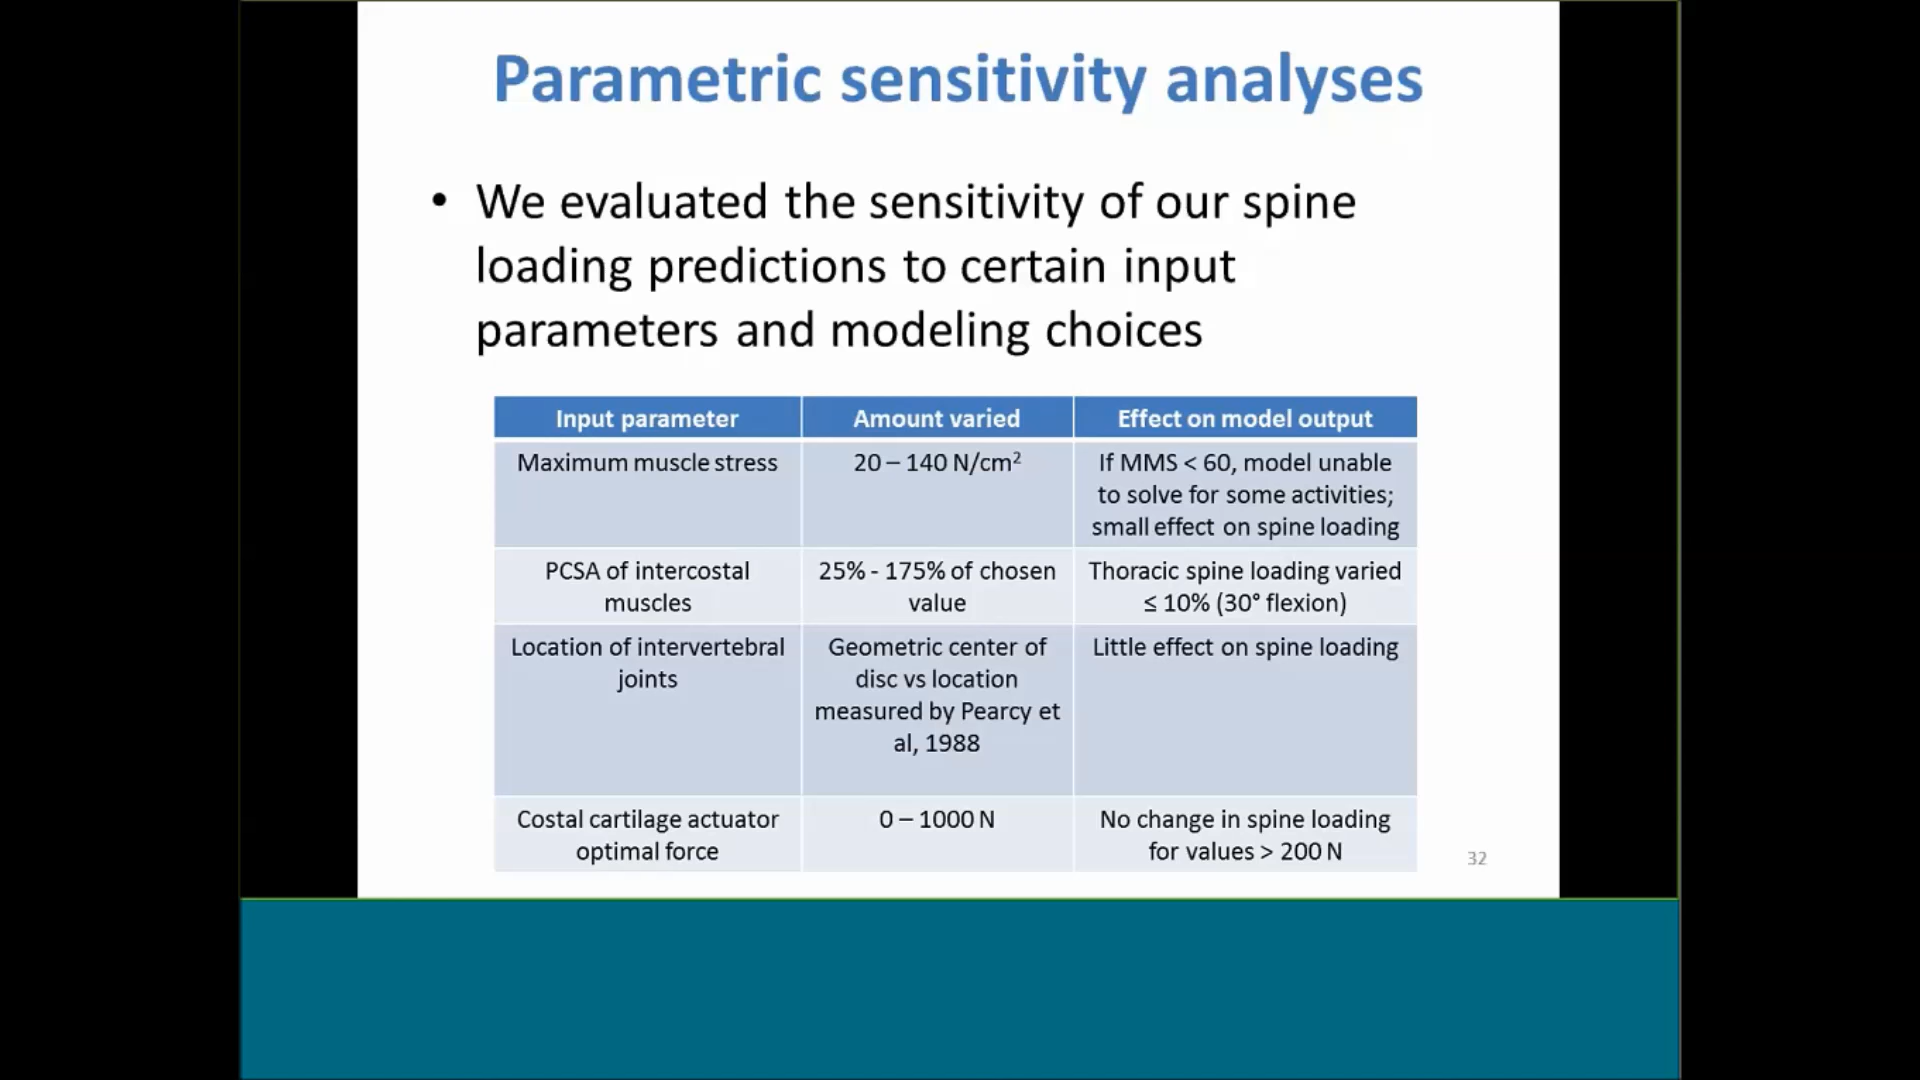 Parametric sensitivity analyses
• We evaluated the sensitivity of our spine
loading predictions to certain input
parameters and modeling choices
Input parameter
Amount varied
Effect on model output
Maximum muscle stress
20 – 140 N/cm²
If MMS < 60, model unable
to solve for some activities;
small effect on spine loading
PCSA of intercostal
muscles
25% - 175% of chosen
value
Thoracic spine loading varied
≤ 10% (30° flexion)
Location of intervertebral
joints
Geometric center of
disc vs location
measured by Pearcy et
al, 1988
Little effect on spine loading
Costal cartilage actuator
optimal force
0 – 1000 N
No change in spine loading
for values > 200 N
32